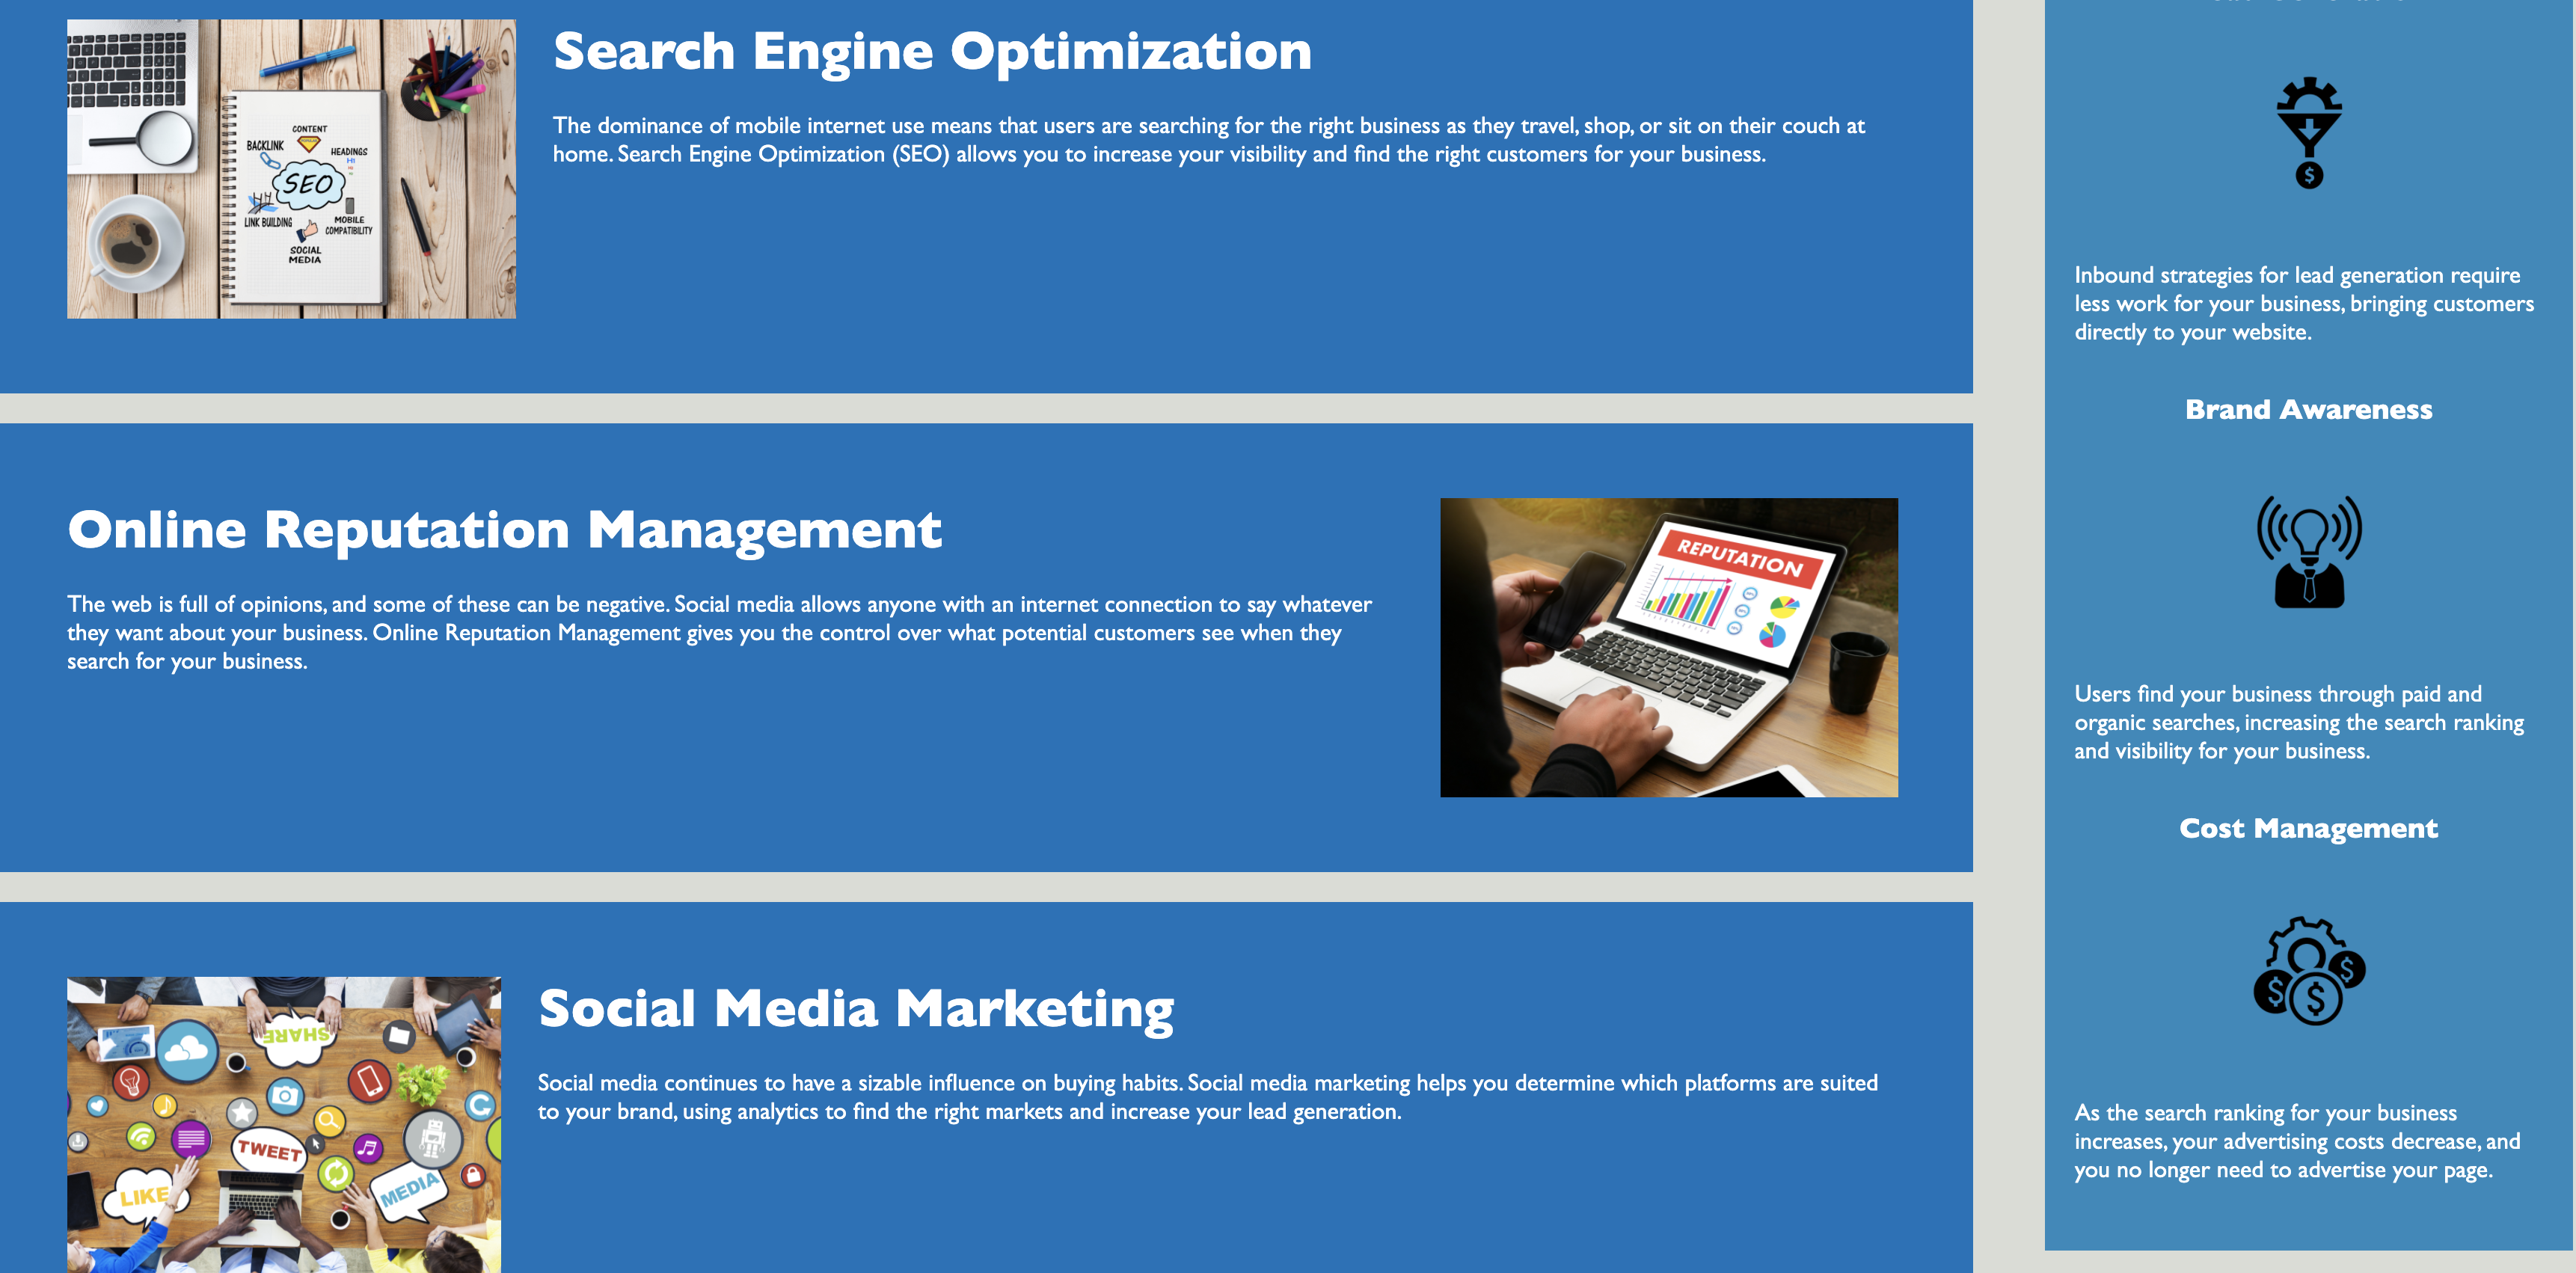 Search Engine Optimization
The dominance of mobile internet use means that users are searching for the right business as they travel, shop, or sit on their couch at
home. Search Engine Optimization (SEO) allows you to increase your visibility and find the right customers for your business.
CONTENT
BACKLINK
HEADINGS
H1
SEO
LINK BUILDING
MOBILE
COMPATIBILITY
SOCIAL
MEDIA
Online Reputation Management
The web is full of opinions, and some of these can be negative. Social media allows anyone with an internet connection to say whatever
they want about your business. Online Reputation Management gives you the control over what potential customers see when they
search for your business.
REPUTATION
Social Media Marketing
Social media continues to have a sizable influence on buying habits. Social media marketing helps you determine which platforms are suited
to your brand, using analytics to find the right markets and increase your lead generation.
SHARE
TWEET
LIKE
MEDIA
$
Inbound strategies for lead generation require
less work for your business, bringing customers
directly to your website.
Brand Awareness
Users find your business through paid and
organic searches, increasing the search ranking
and visibility for your business.
Cost Management
$ $ $
As the search ranking for your business
increases, your advertising costs decrease, and
you no longer need to advertise your page.